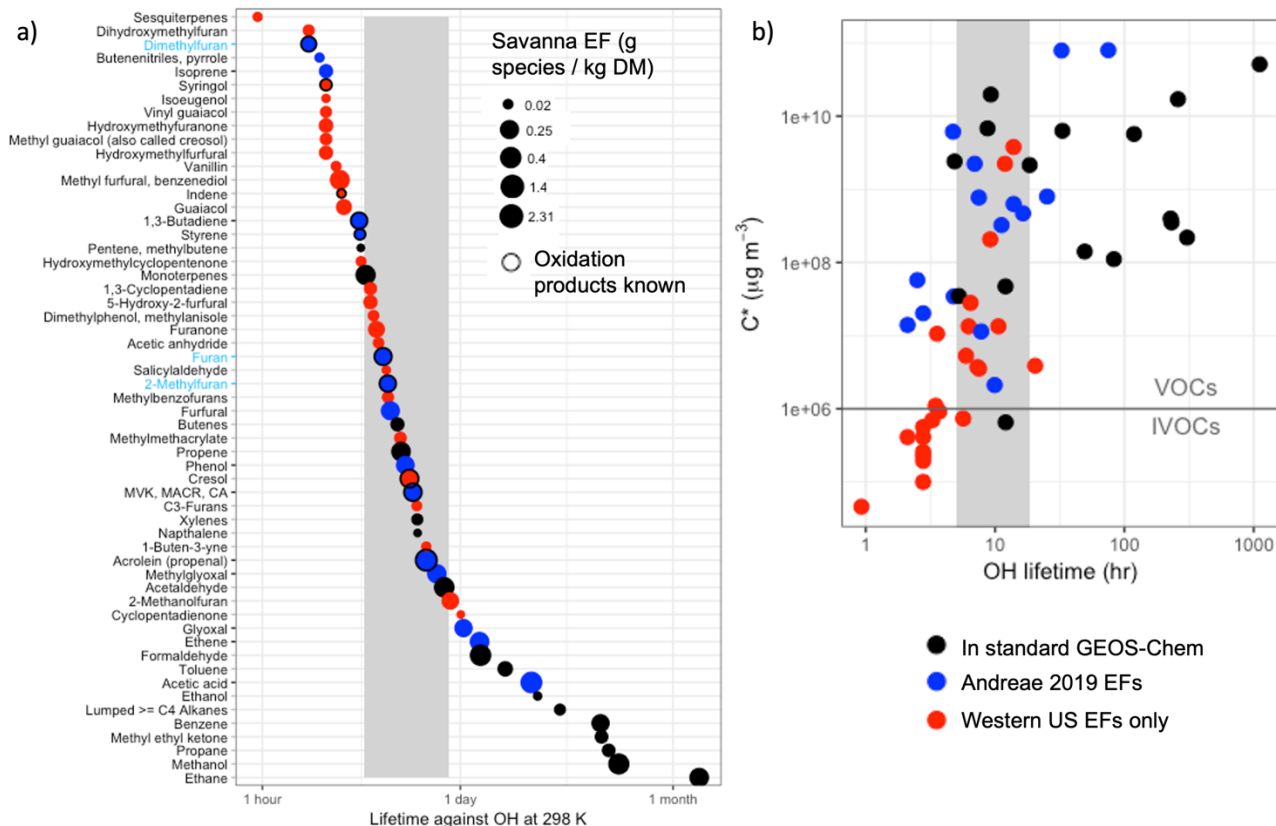 a)
Sesquiterpenes
Dihydroxymethylfuran
Dimethylfuran
Butenenitriles, pyrrole
Isoprene
Syringol
Isoeugenol
Vinyl guaiacol
Hydroxymethyfuranone
Methyl guaiacol (also called creosol)
Hydroxymethylfurfural
Vanillin
Methyl furfural, benzenediol
Indene
Guaiacol
1,3-Butadiene
Styrene
Pentene, methylbutene
Hydroxymethylcyclopentenone
Monoterpenes
1,3-Cyclopentadiene
5-Hydroxy-2-furfural
Dimethylphenol, methylanisole
Furanone
Acetic anhydride
Furan
Salicylaldehyde
2-Methylfuran
Methylbenzofurans
Furfural
Butenes
Methylmethacrylate
Propene
Phenol
Cresol
MVK, MACR, CA
C3-Furans
Xylenes
Napthalene
1-Buten-3-yne
Acrolein (propenal)
Methylglyoxal
Acetaldehyde
2-Methanolfuran
Cyclopentadienone
Glyoxal
Ethene
Formaldehyde
Toluene
Acetic acid
Ethanol
Lumped >= C4 Alkanes
Benzene
Methyl ethyl ketone
Propane
Methanol
Ethane
1 hour
1 day
1 month
Lifetime against OH at 298 K
Savanna EF (g
species / kg DM)
0.02
0.25
0.4
1.4
2.31
Oxidation
products known
b)
C* (μg m⁻³)
1e+10
1e+08
1e+06
VOCs
IVOCs
1
10
100
1000
OH lifetime (hr)
In standard GEOS-Chem
Andreae 2019 EFs
Western US EFs only